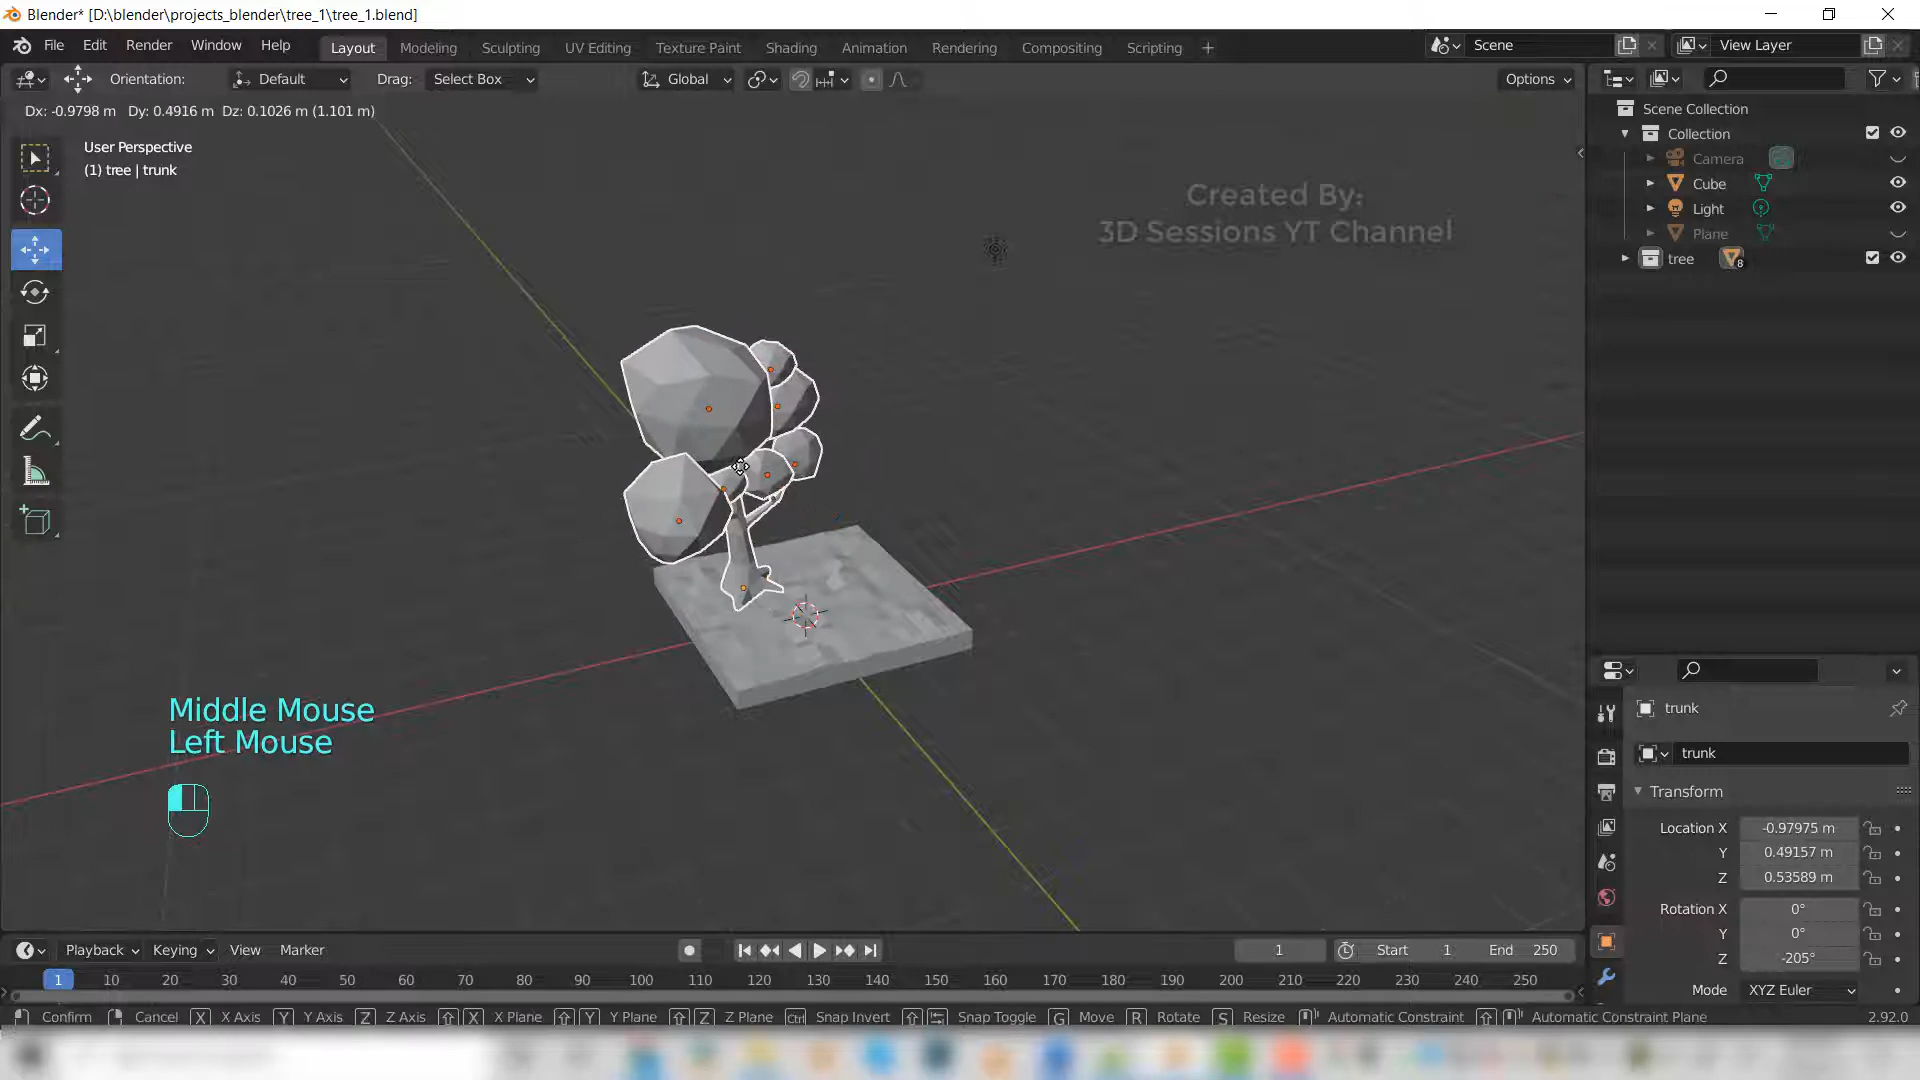 Blender* [D:\blender\projects_blender\tree_1\tree_1.blend]
File Edit Render Window Help Layout Modeling Sculpting UV Editing Texture Paint Shading Animation Rendering Compositing Scripting + Scene View Layer
Orientation: Default Drag: Select Box Global Options
Dx: -0.9798 m Dy: 0.4916 m Dz: 0.1026 m (1.101 m)
User Perspective
(1) tree | trunk
Created By:
3D Sessions YT Channel
Scene Collection
Collection
Camera
Cube
Light
Plane
tree 8
Middle Mouse
Left Mouse
trunk
trunk
Transform
Location X -0.97975 m
Y 0.49157 m
Z 0.53589 m
Rotation X 0°
Y 0°
Z -205°
Mode XYZ Euler
Playback Keying View Marker 1 Start 1 End 250
1 10 20 30 40 50 60 70 80 90 100 110 120 130 140 150 160 170 180 190 200 210 220 230 240 250
Confirm Cancel X X Axis Y Y Axis Z Z Axis X X Plane Y Y Plane Z Z Plane Ctrl Snap Invert Snap Toggle G Move R Rotate S Resize Automatic Constraint Automatic Constraint Plane 2.92.0